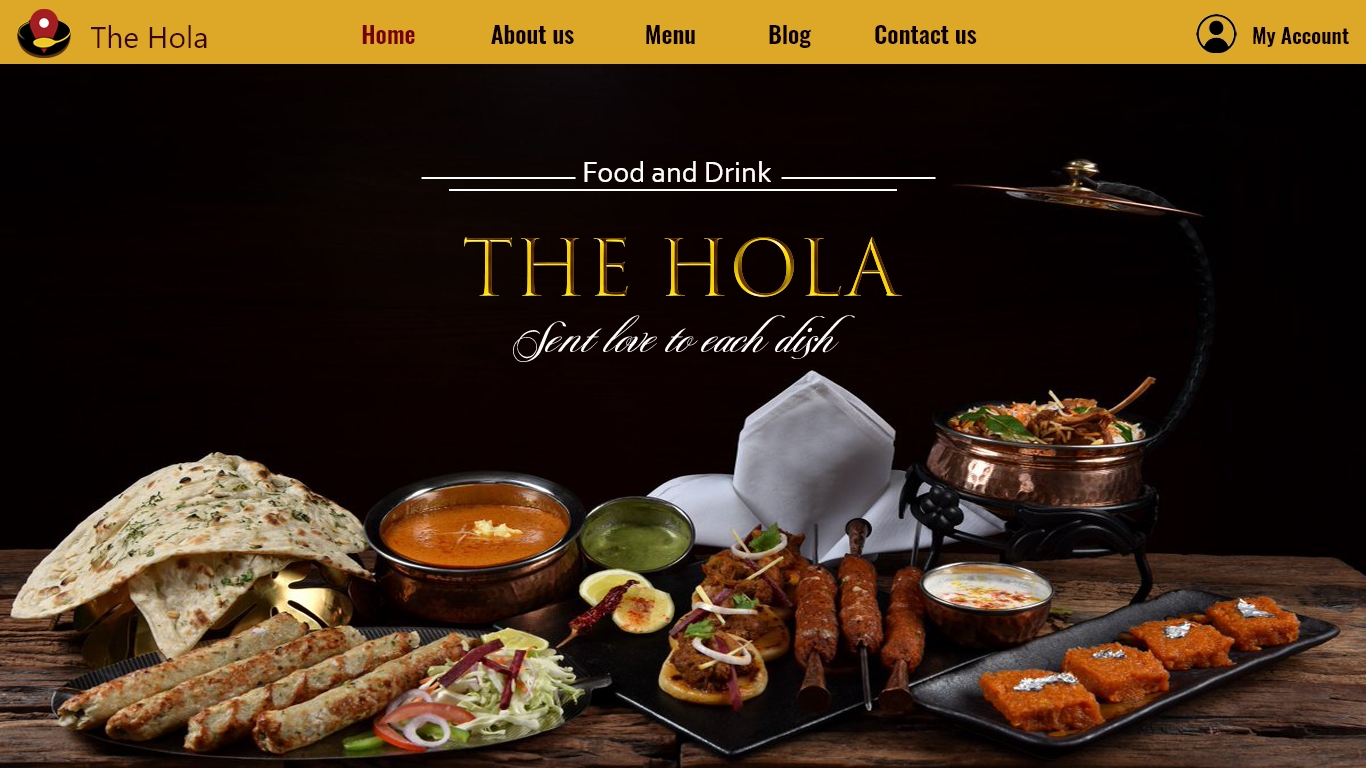 The Hola
Home
About us
Menu
Blog
Contact us
My Account
Food and Drink
THE HOLA
Sent love to each dish